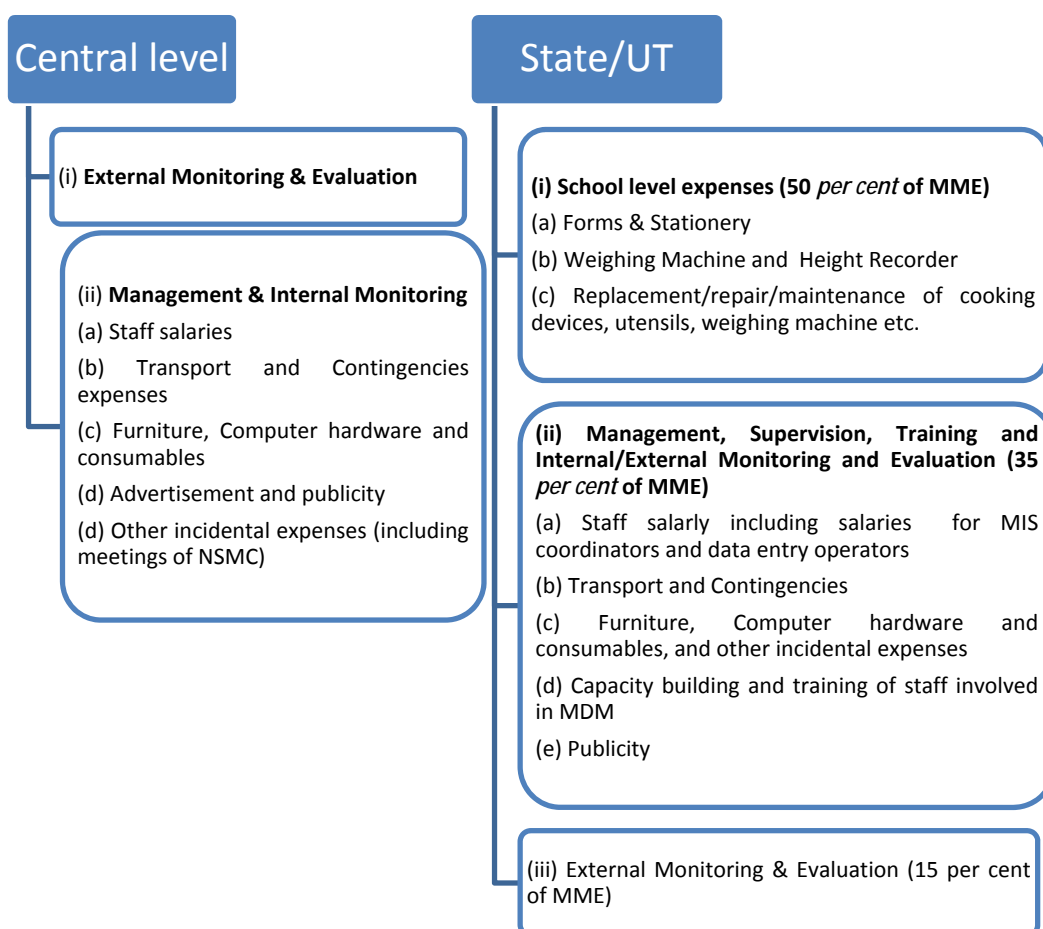 Central level
(i) External Monitoring & Evaluation
(ii) Management & Internal Monitoring
(a) Staff salaries
(b) Transport and Contingencies
expenses
(c) Furniture, Computer hardware and
consumables
(d) Advertisement and publicity
(d) Other incidental expenses (including
meetings of NSMC)
State/UT
(i) School level expenses (50 per cent of MME)
(a) Forms & Stationery
(b) Weighing Machine and Height Recorder
(c) Replacement/repair/maintenance of cooking
devices, utensils, weighing machine etc.
(ii) Management, Supervision, Training and
Internal/External Monitoring and Evaluation (35
per cent of MME)
(a) Staff salarly including salaries for MIS
coordinators and data entry operators
(b) Transport and Contingencies
(c) Furniture, Computer hardware and
consumables, and other incidental expenses
(d) Capacity building and training of staff involved
in MDM
(e) Publicity
(iii) External Monitoring & Evaluation (15 per cent
of MME)